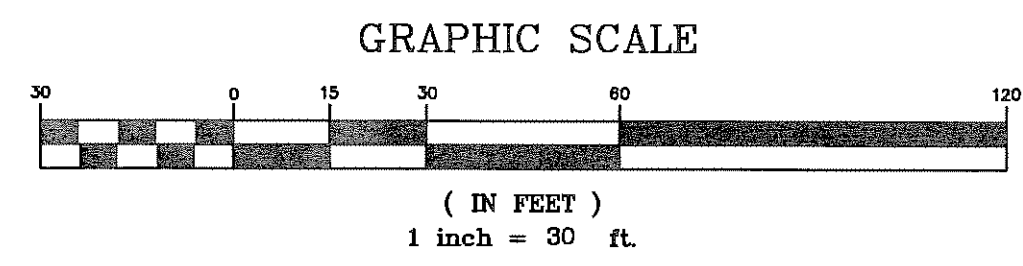 GRAPHIC SCALE
30 0 15 30 60 120
( IN FEET )
1 inch = 30 ft.